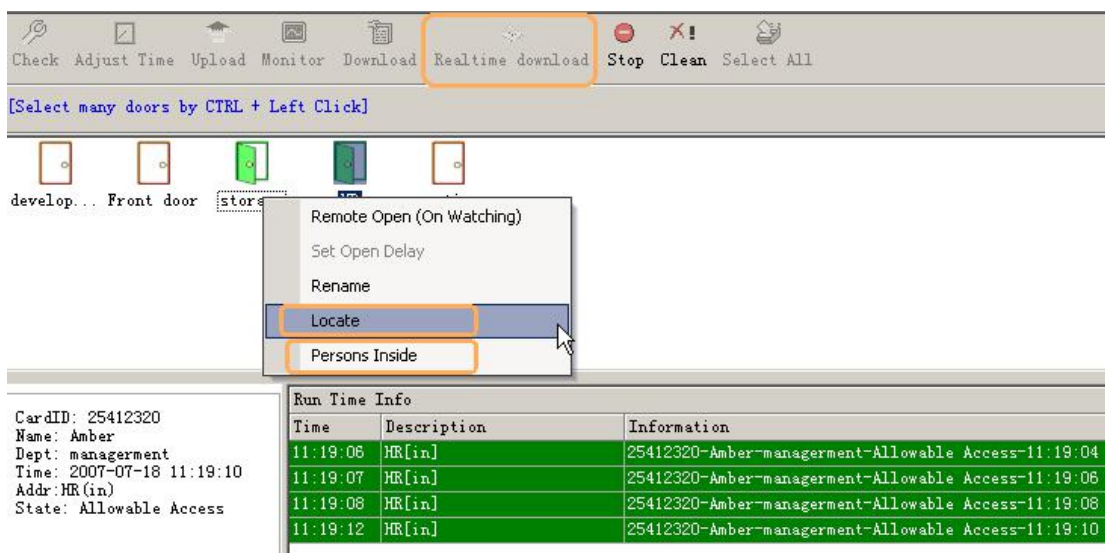 Check Adjust Time Upload Monitor Download Realtime download Stop Clean Select All
[Select many doors by CTRL + Left Click]
develop... Front door
Remote Open (On Watching)
Set Open Delay
Rename
Locate
Persons Inside
CardID: 25412320
Name: Amber
Dept: managerment
Time: 2007-07-18 11:19:10
Addr:HR(in)
State: Allowable Access
Run Time Info
Time Description Information
11:19:06 HR[in] 25412320-Amber-managerment-Allowable Access-11:19:04
11:19:07 HR[in] 25412320-Amber-managerment-Allowable Access-11:19:06
11:19:08 HR[in] 25412320-Amber-managerment-Allowable Access-11:19:08
11:19:12 HR[in] 25412320-Amber-managerment-Allowable Access-11:19:10